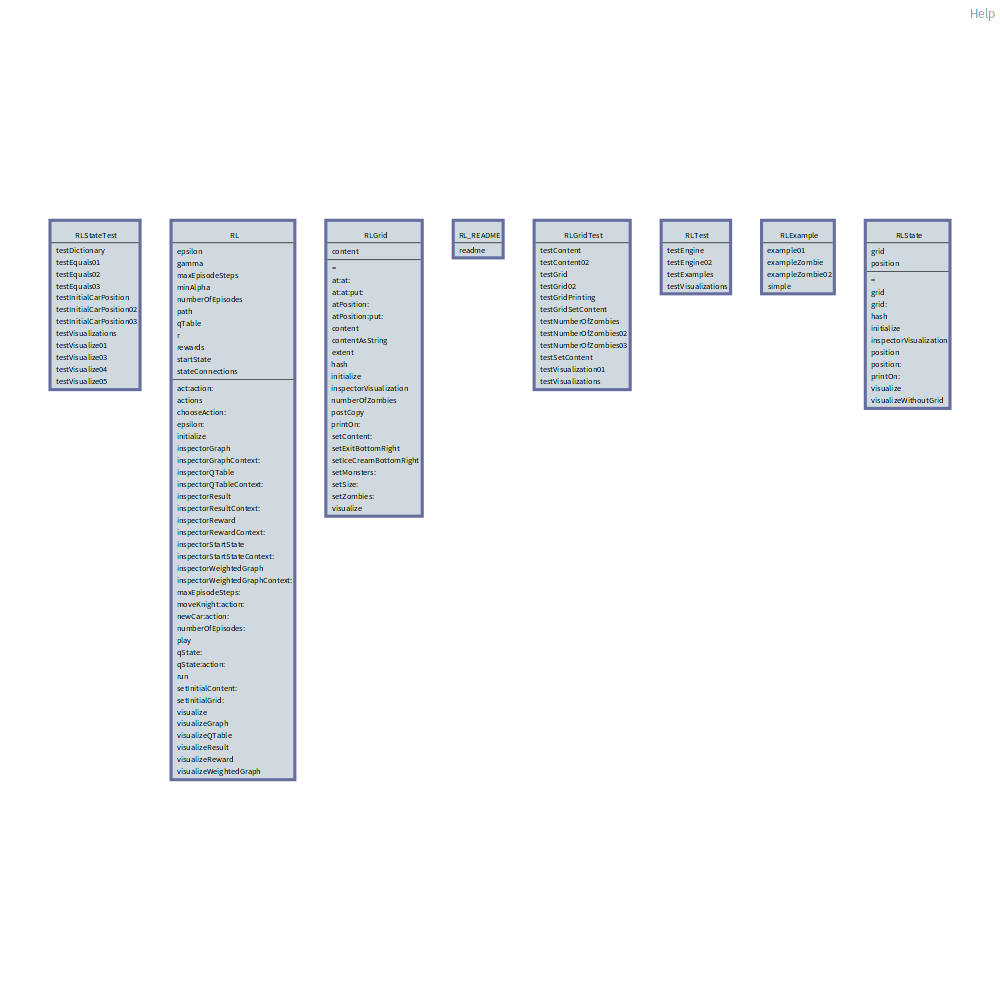 Help
RLStateTest
testDictionary
testEquals01
testEquals02
testEquals03
testInitialCarPosition
testInitialCarPosition02
testInitialCarPosition03
testVisualizations
testVisualize01
testVisualize03
testVisualize04
testVisualize05
RL
epsilon
gamma
maxEpisodeSteps
minAlpha
numberOfEpisodes
path
qTable
r
rewards
startState
stateConnections
act:action:
actions
chooseAction:
epsilon:
initialize
inspectorGraph
inspectorGraphContext:
inspectorQTable
inspectorQTableContext:
inspectorResult
inspectorResultContext:
inspectorReward
inspectorRewardContext:
inspectorStartState
inspectorStartStateContext:
inspectorWeightedGraph
inspectorWeightedGraphContext:
maxEpisodeSteps:
moveKnight:action:
newCar:action:
numberOfEpisodes:
play
qState:
qState:action:
run
setInitialContent:
setInitialGrid:
visualize
visualizeGraph
visualizeQTable
visualizeResult
visualizeReward
visualizeWeightedGraph
RLGrid
content
=
at:at:
at:at:put:
atPosition:
atPosition:put:
content
contentAsString
extent
hash
initialize
inspectorVisualization
numberOfZombies
postCopy
printOn:
setContent:
setExitBottomRight
setIceCreamBottomRight
setMonsters:
setSize:
setZombies:
visualize
RL_README
readme
RLGridTest
testContent
testContent02
testGrid
testGrid02
testGridPrinting
testGridSetContent
testNumberOfZombies
testNumberOfZombies02
testNumberOfZombies03
testSetContent
testVisualization01
testVisualizations
RLTest
testEngine
testEngine02
testExamples
testVisualizations
RLExample
example01
exampleZombie
exampleZombie02
simple
RLState
grid
position
=
grid
grid:
hash
initialize
inspectorVisualization
position
position:
printOn:
visualize
visualizeWithoutGrid